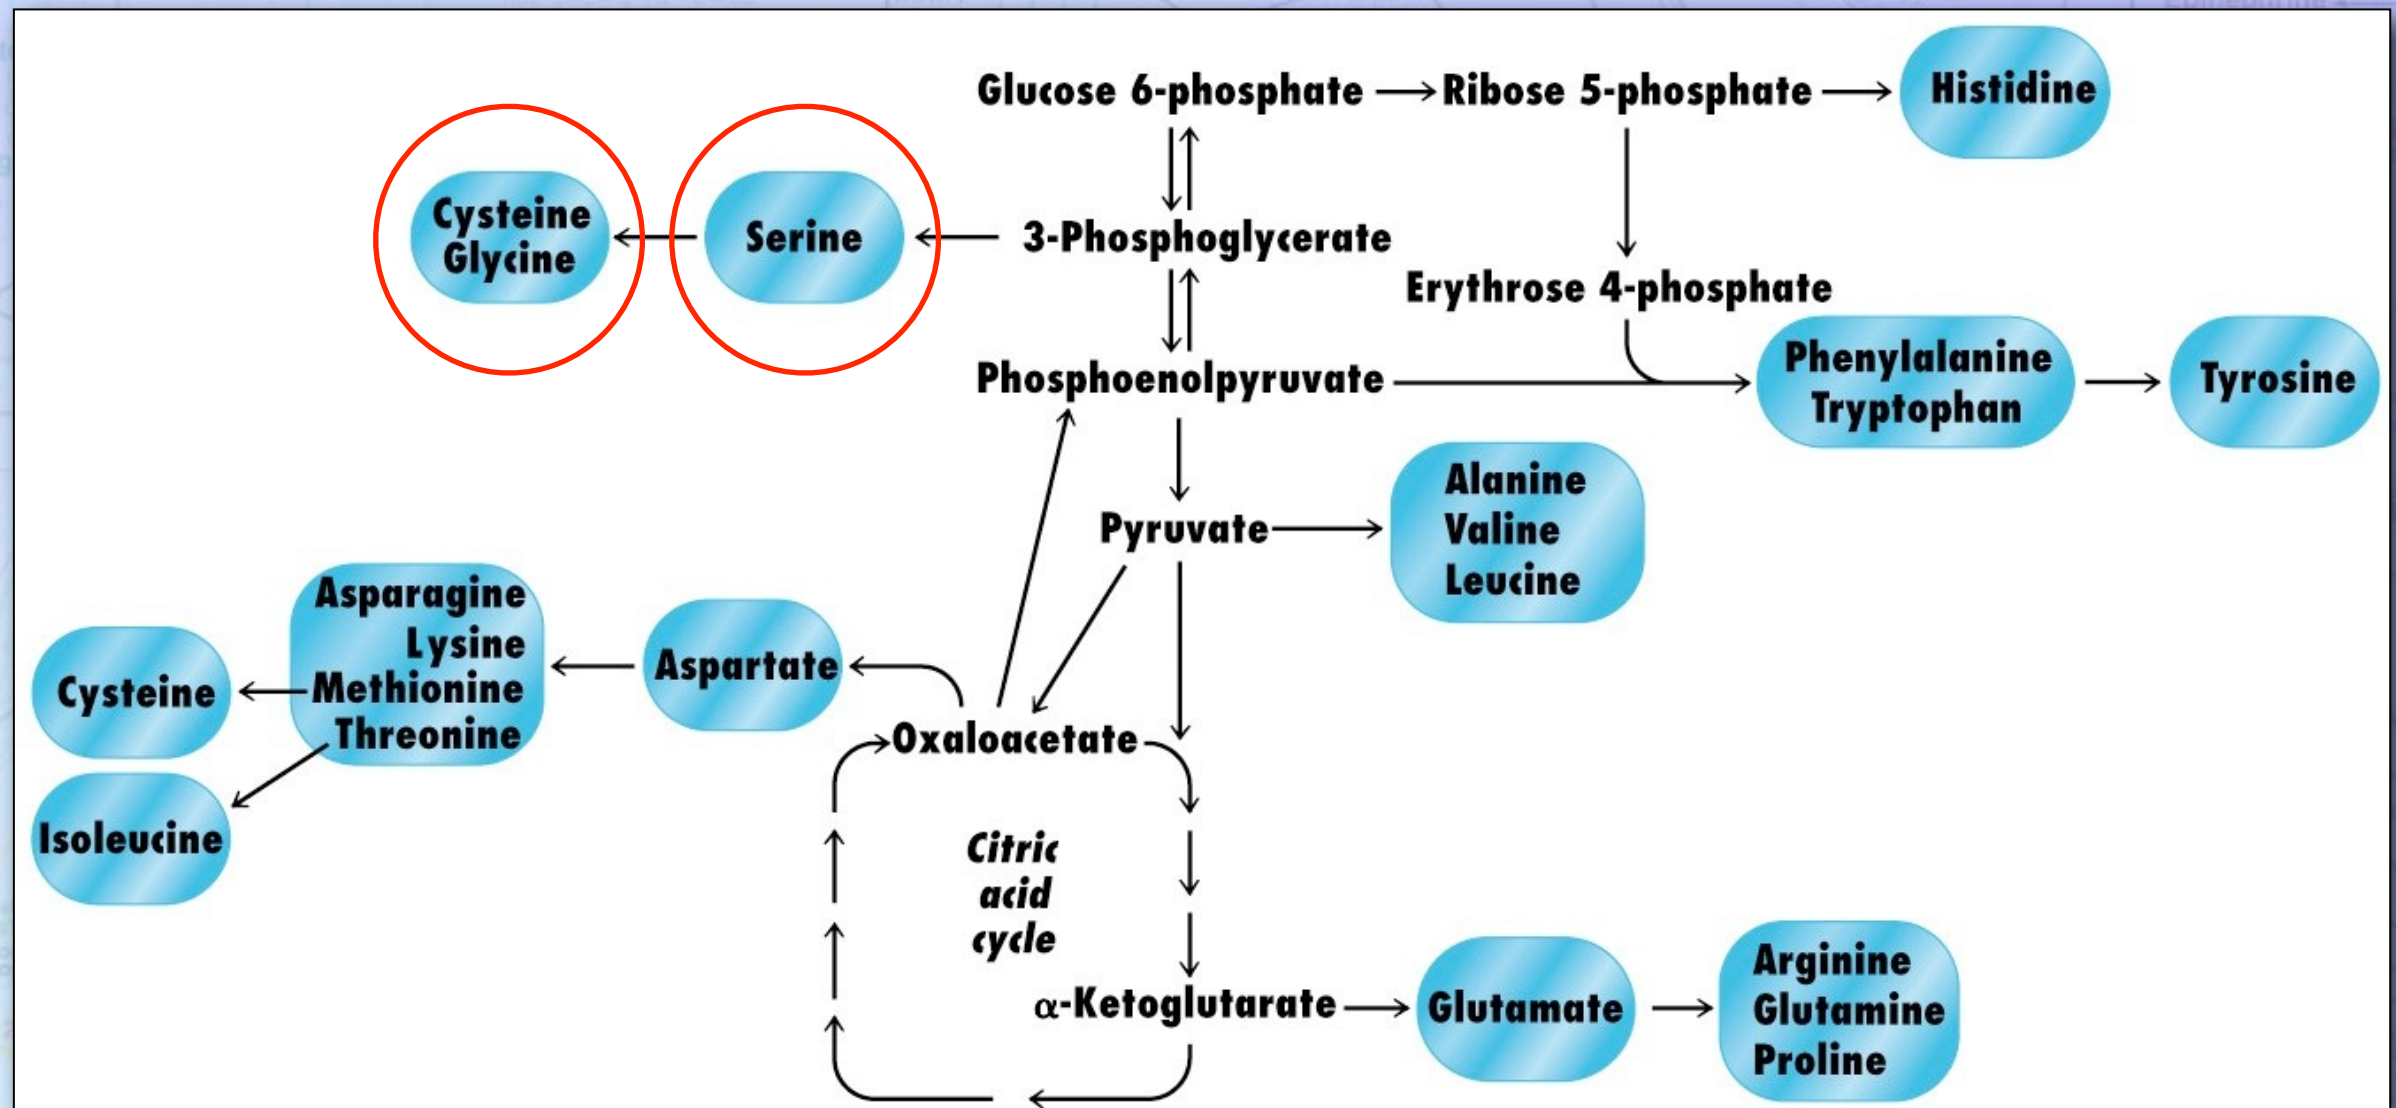 Glucose 6-phosphate
Ribose 5-phosphate
Histidine
Cysteine
Glycine
Serine
3-Phosphoglycerate
Erythrose 4-phosphate
Phosphoenolpyruvate
Phenylalanine
Tryptophan
Tyrosine
Pyruvate
Alanine
Valine
Leucine
Asparagine
Lysine
Methionine
Threonine
Cysteine
Isoleucine
Aspartate
Oxaloacetate
Citric
acid
cycle
α-Ketoglutarate
Glutamate
Arginine
Glutamine
Proline